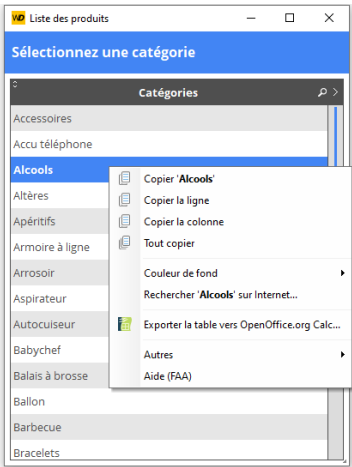 WD Liste des produits
Sélectionnez une catégorie
Catégories
Accessoires
Accu téléphone
Alcools
Altères
Apéritifs
Armoire à ligne
Arrosoir
Aspirateur
Autocuiseur
Babychef
Balais à brosse
Ballon
Barbecue
Bracelets
Copier 'Alcools'
Copier la ligne
Copier la colonne
Tout copier
Couleur de fond
Rechercher 'Alcools' sur Internet...
Exporter la table vers OpenOffice.org Calc...
Autres
Aide (FAA)